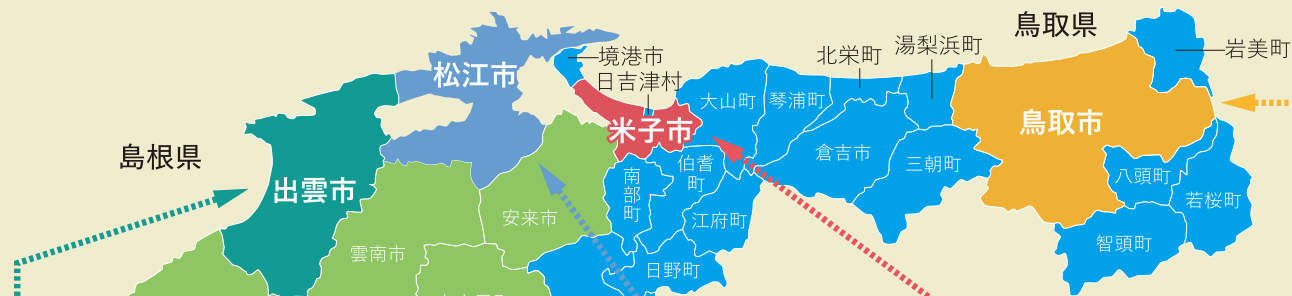 鳥取県
松江市
境港市
日吉津村
北栄町
湯梨浜町
岩美町
大山町
琴浦町
米子市
鳥取市
島根県
出雲市
倉吉市
三朝町
南部町
伯耆町
八頭町
若桜町
安来市
江府町
雲南市
智頭町
日野町